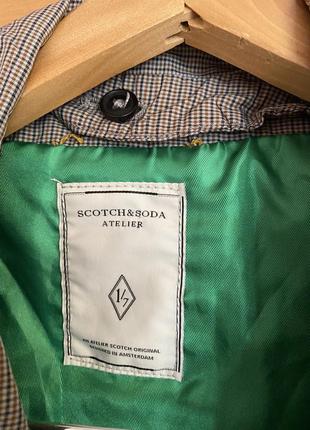 SCOTCH&SODA
ATELIER
1/7
AN ATELIER SCOTCH ORIGINAL
DESIGNED IN AMSTERDAM